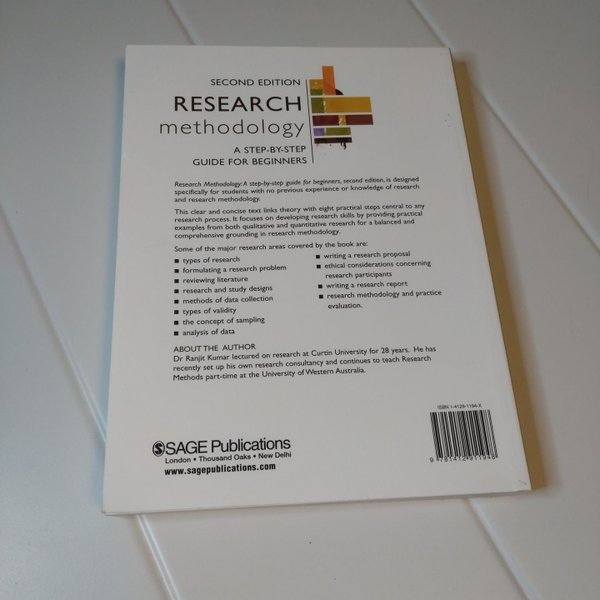 SECOND EDITION
RESEARCH
methodology
A STEP-BY-STEP
GUIDE FOR BEGINNERS
Research Methodology: A step-by-step guide for beginners, second edition, is designed
specifically for students with no previous experience or knowledge of research
and research methodology.
This clear and concise text links theory with eight practical steps central to any
research process. It focuses on developing research skills by providing practical
examples from both qualitative and quantitative research for a balanced and
comprehensive grounding in research methodology.
Some of the major research areas covered by the book are:
■ types of research
■ formulating a research problem
■ reviewing literature
■ research and study designs
■ methods of data collection
■ types of validity
■ the concept of sampling
■ analysis of data
■ writing a research proposal
■ ethical considerations concerning
research participants
■ writing a research report
■ research methodology and practice
evaluation.
ABOUT THE AUTHOR
Dr Ranjit Kumar lectured on research at Curtin University for 28 years. He has
recently set up his own research consultancy and continues to teach Research
Methods part-time at the University of Western Australia.
ISBN: 1-4129-1194-X
9 781412 911948
SAGE Publications
London • Thousand Oaks • New Delhi
www.sagepublications.com